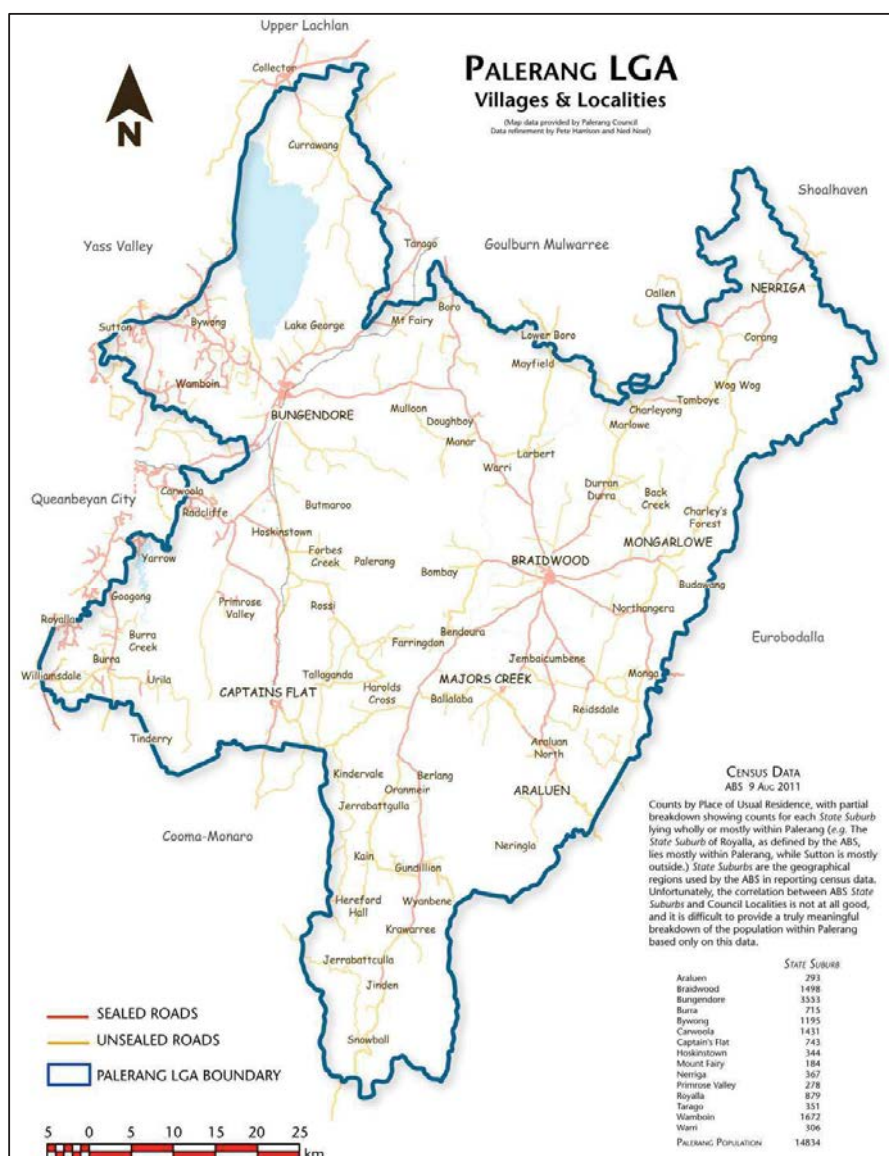 Upper Lachlan
PALERANG LGA
Villages & Localities
(Map data provided by Palerang Council
Data refinement by Pete Harrison and Ned Noel)
N
Collector
Currawang
Shoalhaven
Yass Valley
Tarago
Goulburn Mulwarree
Oallen
NERRIGA
Boro
Sutton
Bywong
Lake George
Mt Fairy
Lower Boro
Corang
Mayfield
Wamboin
Wog Wog
BUNGENDORE
Mulloon
Charleyong
Tomboye
Doughboy
Marlowe
Manar
Warri
Larbert
Queanbeyan City
Carwoola
Radcliffe
Butmaroo
Durran
Durra
Back
Creek
Charley's
Forest
Hoskinstown
Forbes
Creek
Palerang
MONGARLOWE
Yarrow
BRAIDWOOD
Bombay
Budawang
Googong
Primrose
Valley
Rossi
Northangera
Royalla
Burra
Creek
Farringdon
Bendoura
Eurobodalla
Burra
Jembaicumbene
Williamsdale
Urila
Tallaganda
MAJORS CREEK
Monga
CAPTAINS FLAT
Harolds
Cross
Ballalaba
Reidsdale
Tinderry
Araluan
North
Kindervale
Berlang
Oranmeir
ARALUEN
Jerrabattgulla
Cooma-Monaro
Neringla
Kain
Gundillion
Hereford
Hall
Wyanbene
Krawarree
Jerrabattculla
Jinden
Snowball
CENSUS DATA
ABS 9 AUG 2011
Counts by Place of Usual Residence, with partial
breakdown showing counts for each State Suburb
lying wholly or mostly within Palerang (e.g. The
State Suburb of Royalla, as defined by the ABS,
lies mostly within Palerang, while Sutton is mostly
outside.) State Suburbs are the geographical
regions used by the ABS in reporting census data.
Unfortunately, the correlation between ABS State
Suburbs and Council Localities is not at all good,
and it is difficult to provide a truly meaningful
breakdown of the population within Palerang
based only on this data.
STATE SUBURB
Araluen 293
Braidwood 1498
Bungendore 3553
Burra 715
Bywong 1195
Carwoola 1431
Captain's Flat 743
Hoskinstown 344
Mount Fairy 184
Nerriga 367
Primrose Valley 278
Royalla 879
Tarago 351
Wamboin 1672
Warri 306
PALERANG POPULATION 14834
SEALED ROADS
UNSEALED ROADS
PALERANG LGA BOUNDARY
5 0 5 10 15 20 25
km